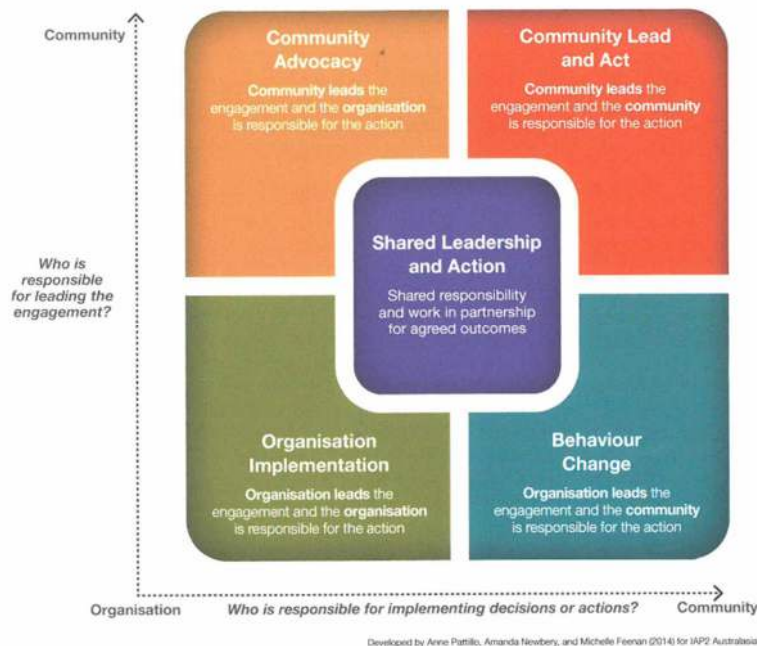 Community
Community
Advocacy
Community leads the
engagement and the organisation
is responsible for the action
Community Lead
and Act
Community leads the
engagement and the community
is responsible for the action
Who is
responsible
for leading the
engagement?
Shared Leadership
and Action
Shared responsibility
and work in partnership
for agreed outcomes
Organisation
Implementation
Organisation leads the
engagement and the organisation
is responsible for the action
Behaviour
Change
Organisation leads the
engagement and the community
is responsible for the action
Organisation
Who is responsible for implementing decisions or actions?
Community
Developed by Anne Pattillo, Amanda Newbery, and Michelle Feenan (2014) for IAP2 Australasia